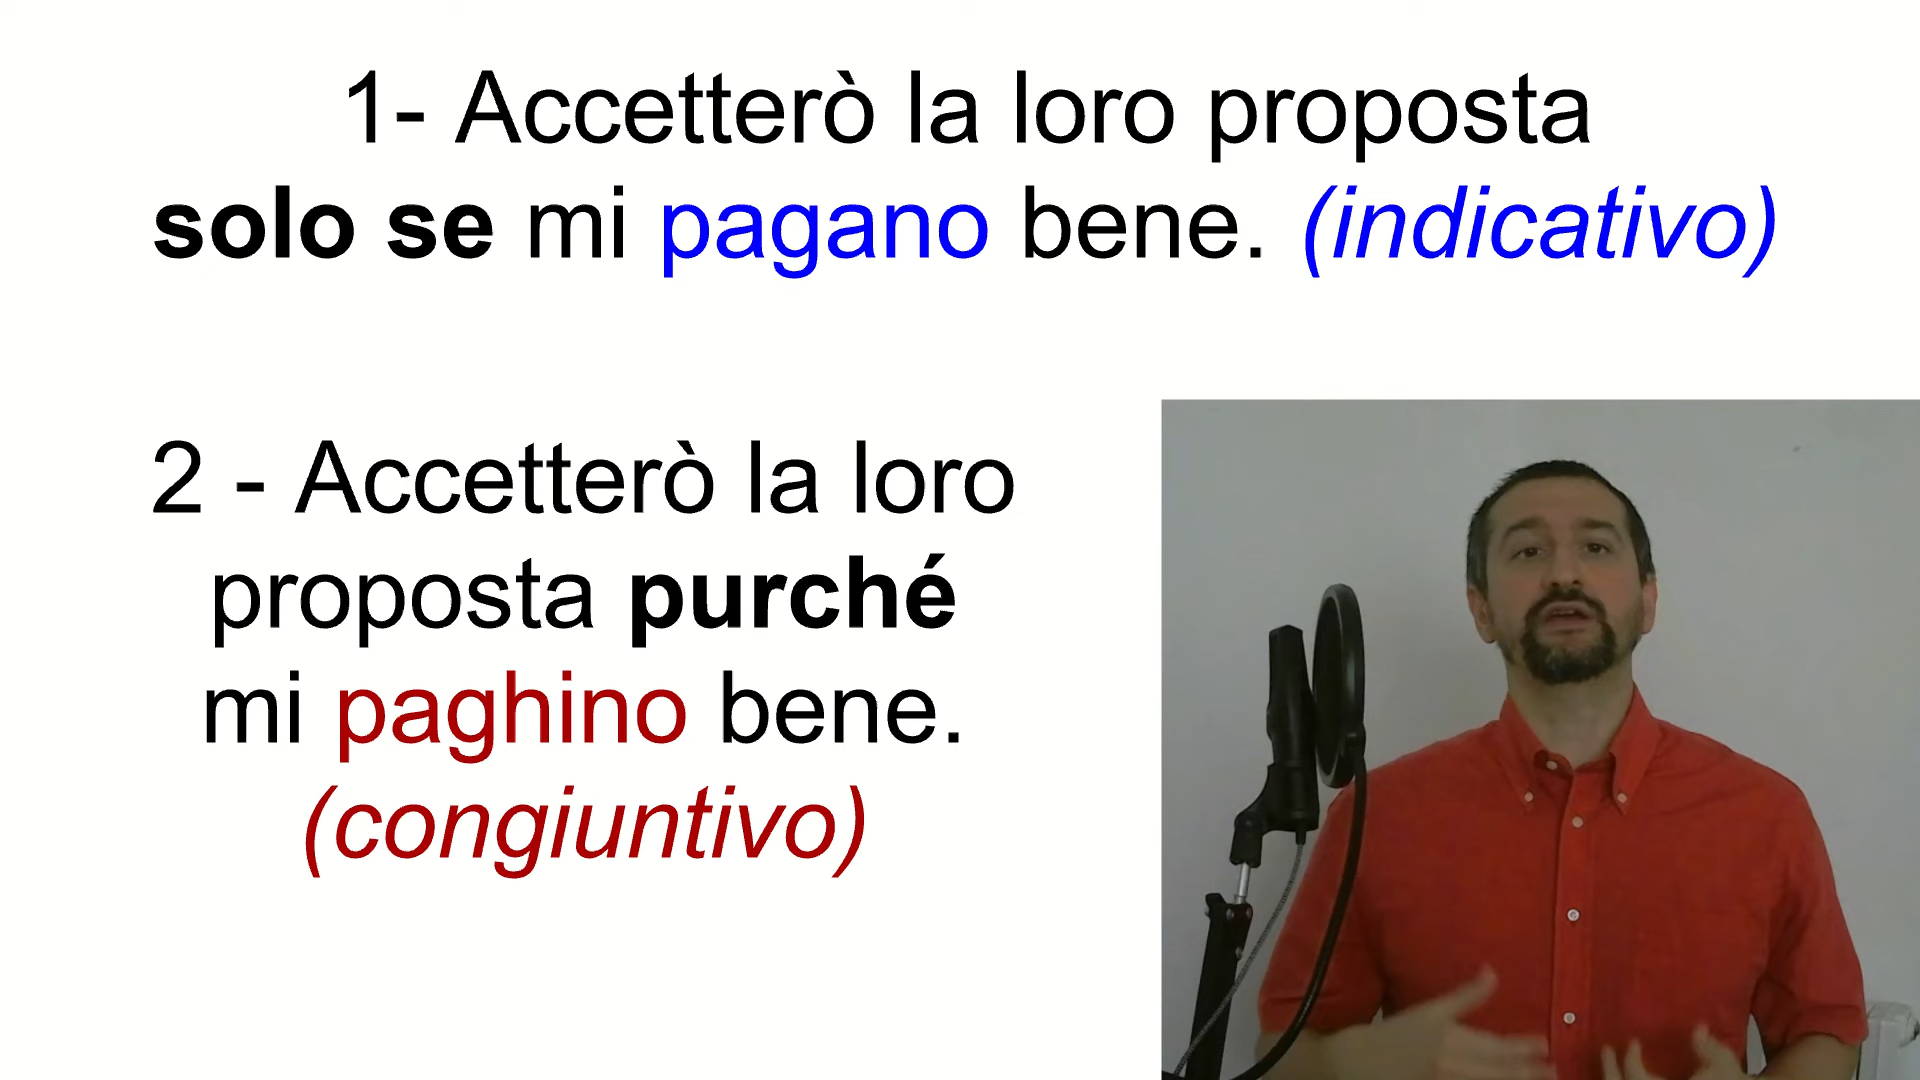 1- Accetterò la loro proposta
solo se mi pagano bene. (indicativo)
2 - Accetterò la loro
proposta purché
mi paghino bene.
(congiuntivo)